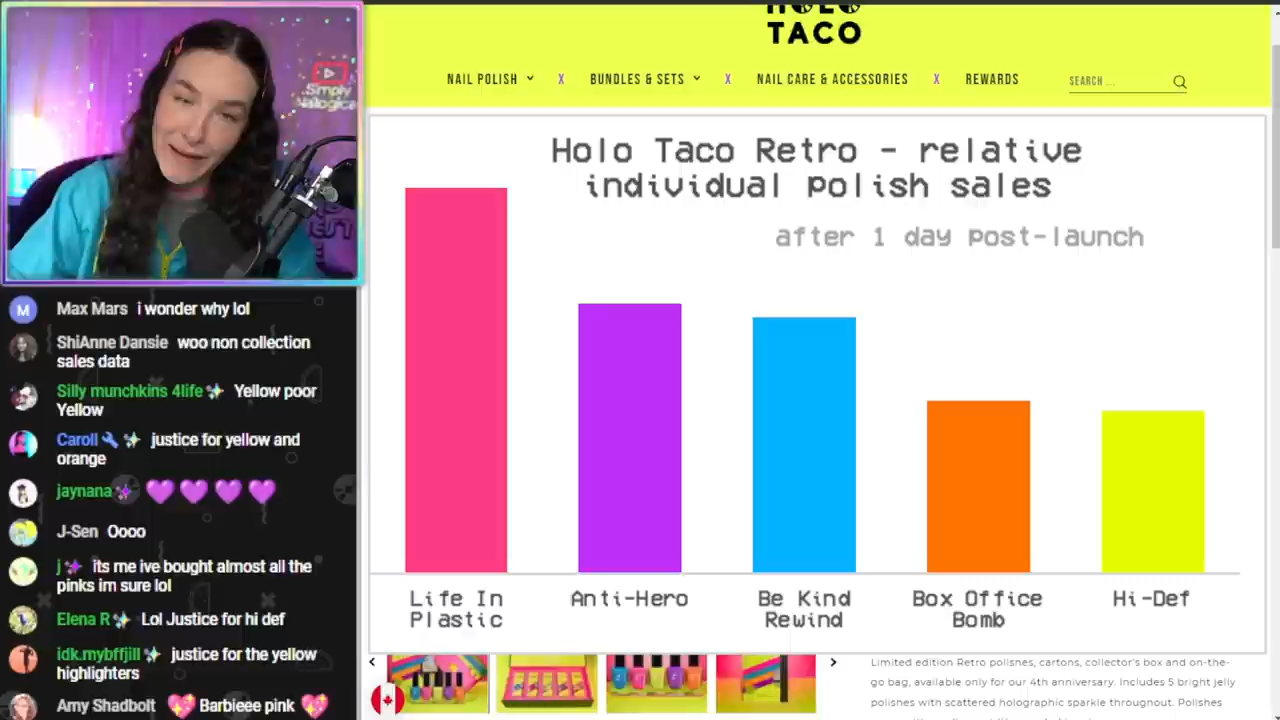 Simply
Nailogical
HOLO
TACO
NAIL POLISH
X
BUNDLES & SETS
X
NAIL CARE & ACCESSORIES
X
REWARDS
SEARCH ...
Holo Taco Retro - relative
individual polish sales
after 1 day post-launch
Life In
Plastic
Anti-Hero
Be Kind
Rewind
Box Office
Bomb
Hi-Def
M
Max Mars i wonder why lol
ShiAnne Dansie woo non collection
sales data
Silly munchkins 4life Yellow poor
Yellow
Caroll justice for yellow and
orange
jaynana
J-Sen Oooo
j its me ive bought almost all the
pinks im sure lol
Elena R Lol Justice for hi def
idk.mybffjill justice for the yellow
highlighters
Amy Shadbolt Barbieee pink
Limited edition Retro polishes, cartons, collector's box and on-the-
go bag, available only for our 4th anniversary. Includes 5 bright jelly
polishes with scattered holographic sparkle throughout. Polishes